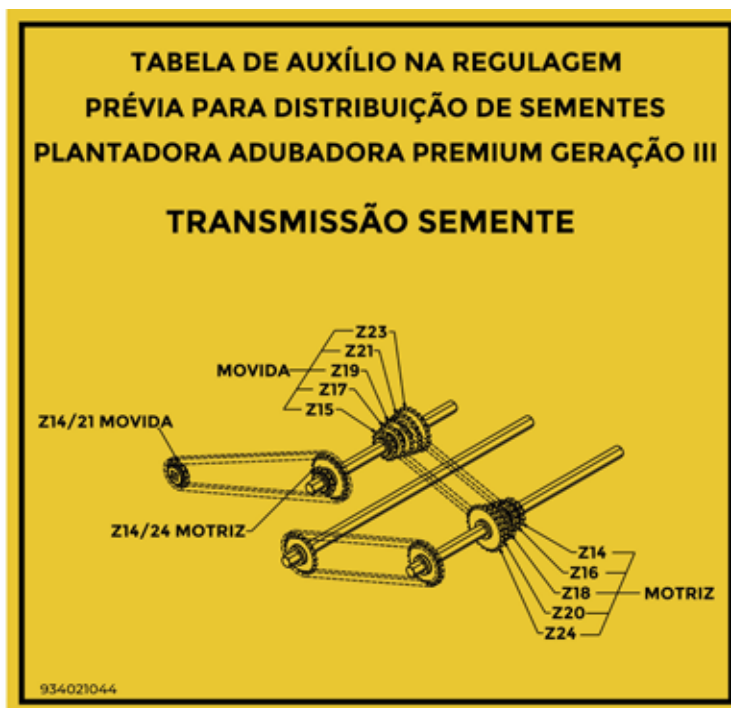 TABELA DE AUXÍLIO NA REGULAGEM
PRÉVIA PARA DISTRIBUIÇÃO DE SEMENTES
PLANTADORA ADUBADORA PREMIUM GERAÇÃO III
TRANSMISSÃO SEMENTE
Z23
Z21
MOVIDA Z19
Z17
Z15
Z14/21 MOVIDA
Z14/24 MOTRIZ
Z14
Z16
Z18 MOTRIZ
Z20
Z24
934021044